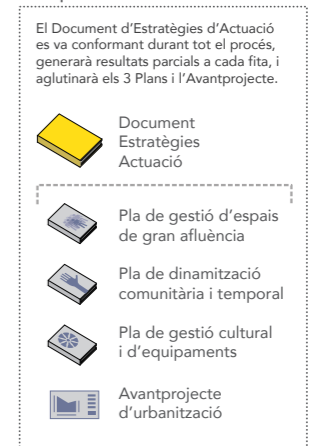 El Document d'Estratègies d'Actuació
es va conformant durant tot el procés,
generarà resultats parcials a cada fita, i
aglutinarà els 3 Plans i l'Avantprojecte.
Document
Estratègies
Actuació
Pla de gestió d'espais
de gran afluència
Pla de dinamització
comunitària i temporal
Pla de gestió cultural
i d'equipaments
Avantprojecte
d'urbanització